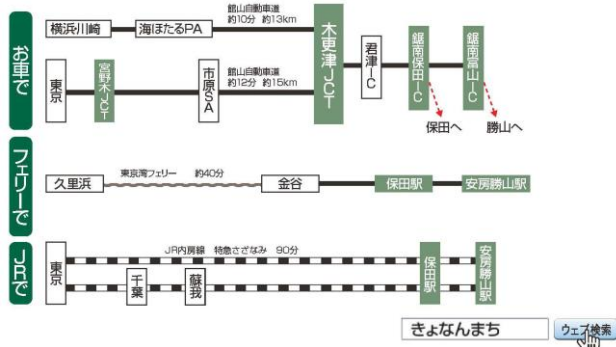 お車で
横浜川崎
海ほたるPA
館山自動車道
約10分 約13km
木更津JCT
君津IC
鋸南保田IC
鋸南富山IC
東京
宮野木JCT
市原SA
館山自動車道
約12分 約15km
保田へ
勝山へ
フェリーで
久里浜
東京湾フェリー 約40分
金谷
保田駅
安房勝山駅
JRで
東京
JR内房線 特急さざなみ 90分
千葉
蘇我
保田駅
安房勝山駅
きょなんまち
ウェブ検索